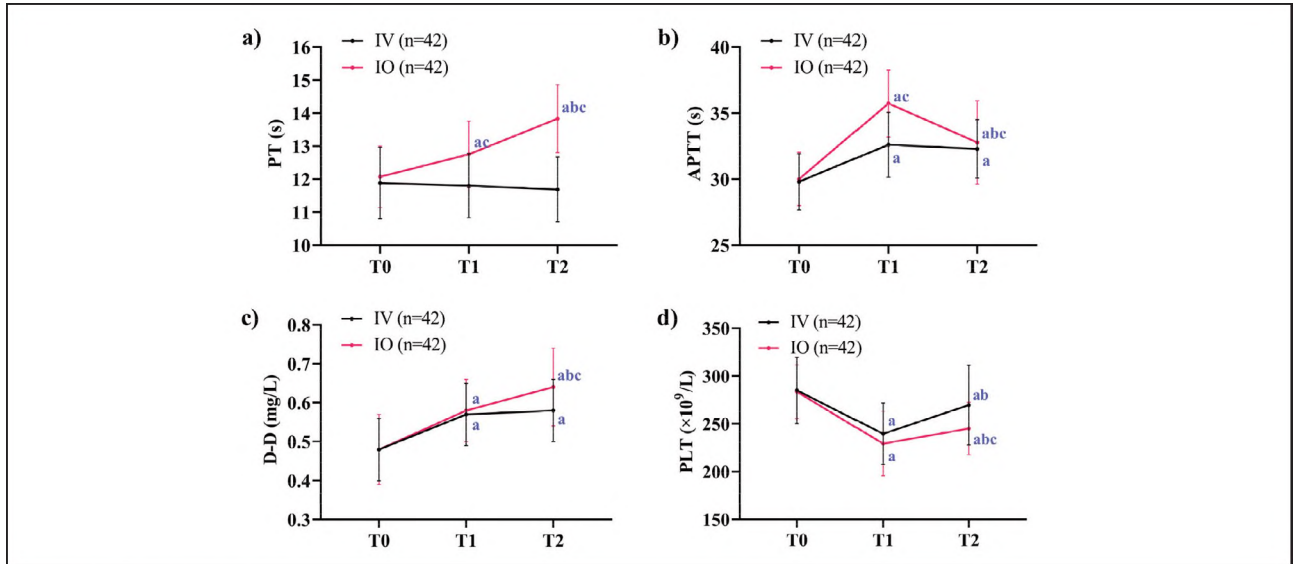 a)
IV (n=42)
IO (n=42)
PT (s)
16
15
14
13
12
11
10
ac
abc
T0
T1
T2
b)
IV (n=42)
IO (n=42)
APTT (s)
40
35
30
25
ac
abc
a
a
T0
T1
T2
c)
IV (n=42)
IO (n=42)
D-D (mg/L)
0.8
0.7
0.6
0.5
0.4
0.3
abc
a
a
a
T0
T1
T2
d)
IV (n=42)
IO (n=42)
PLT (×10⁹/L)
350
300
250
200
150
ab
a
abc
a
T0
T1
T2